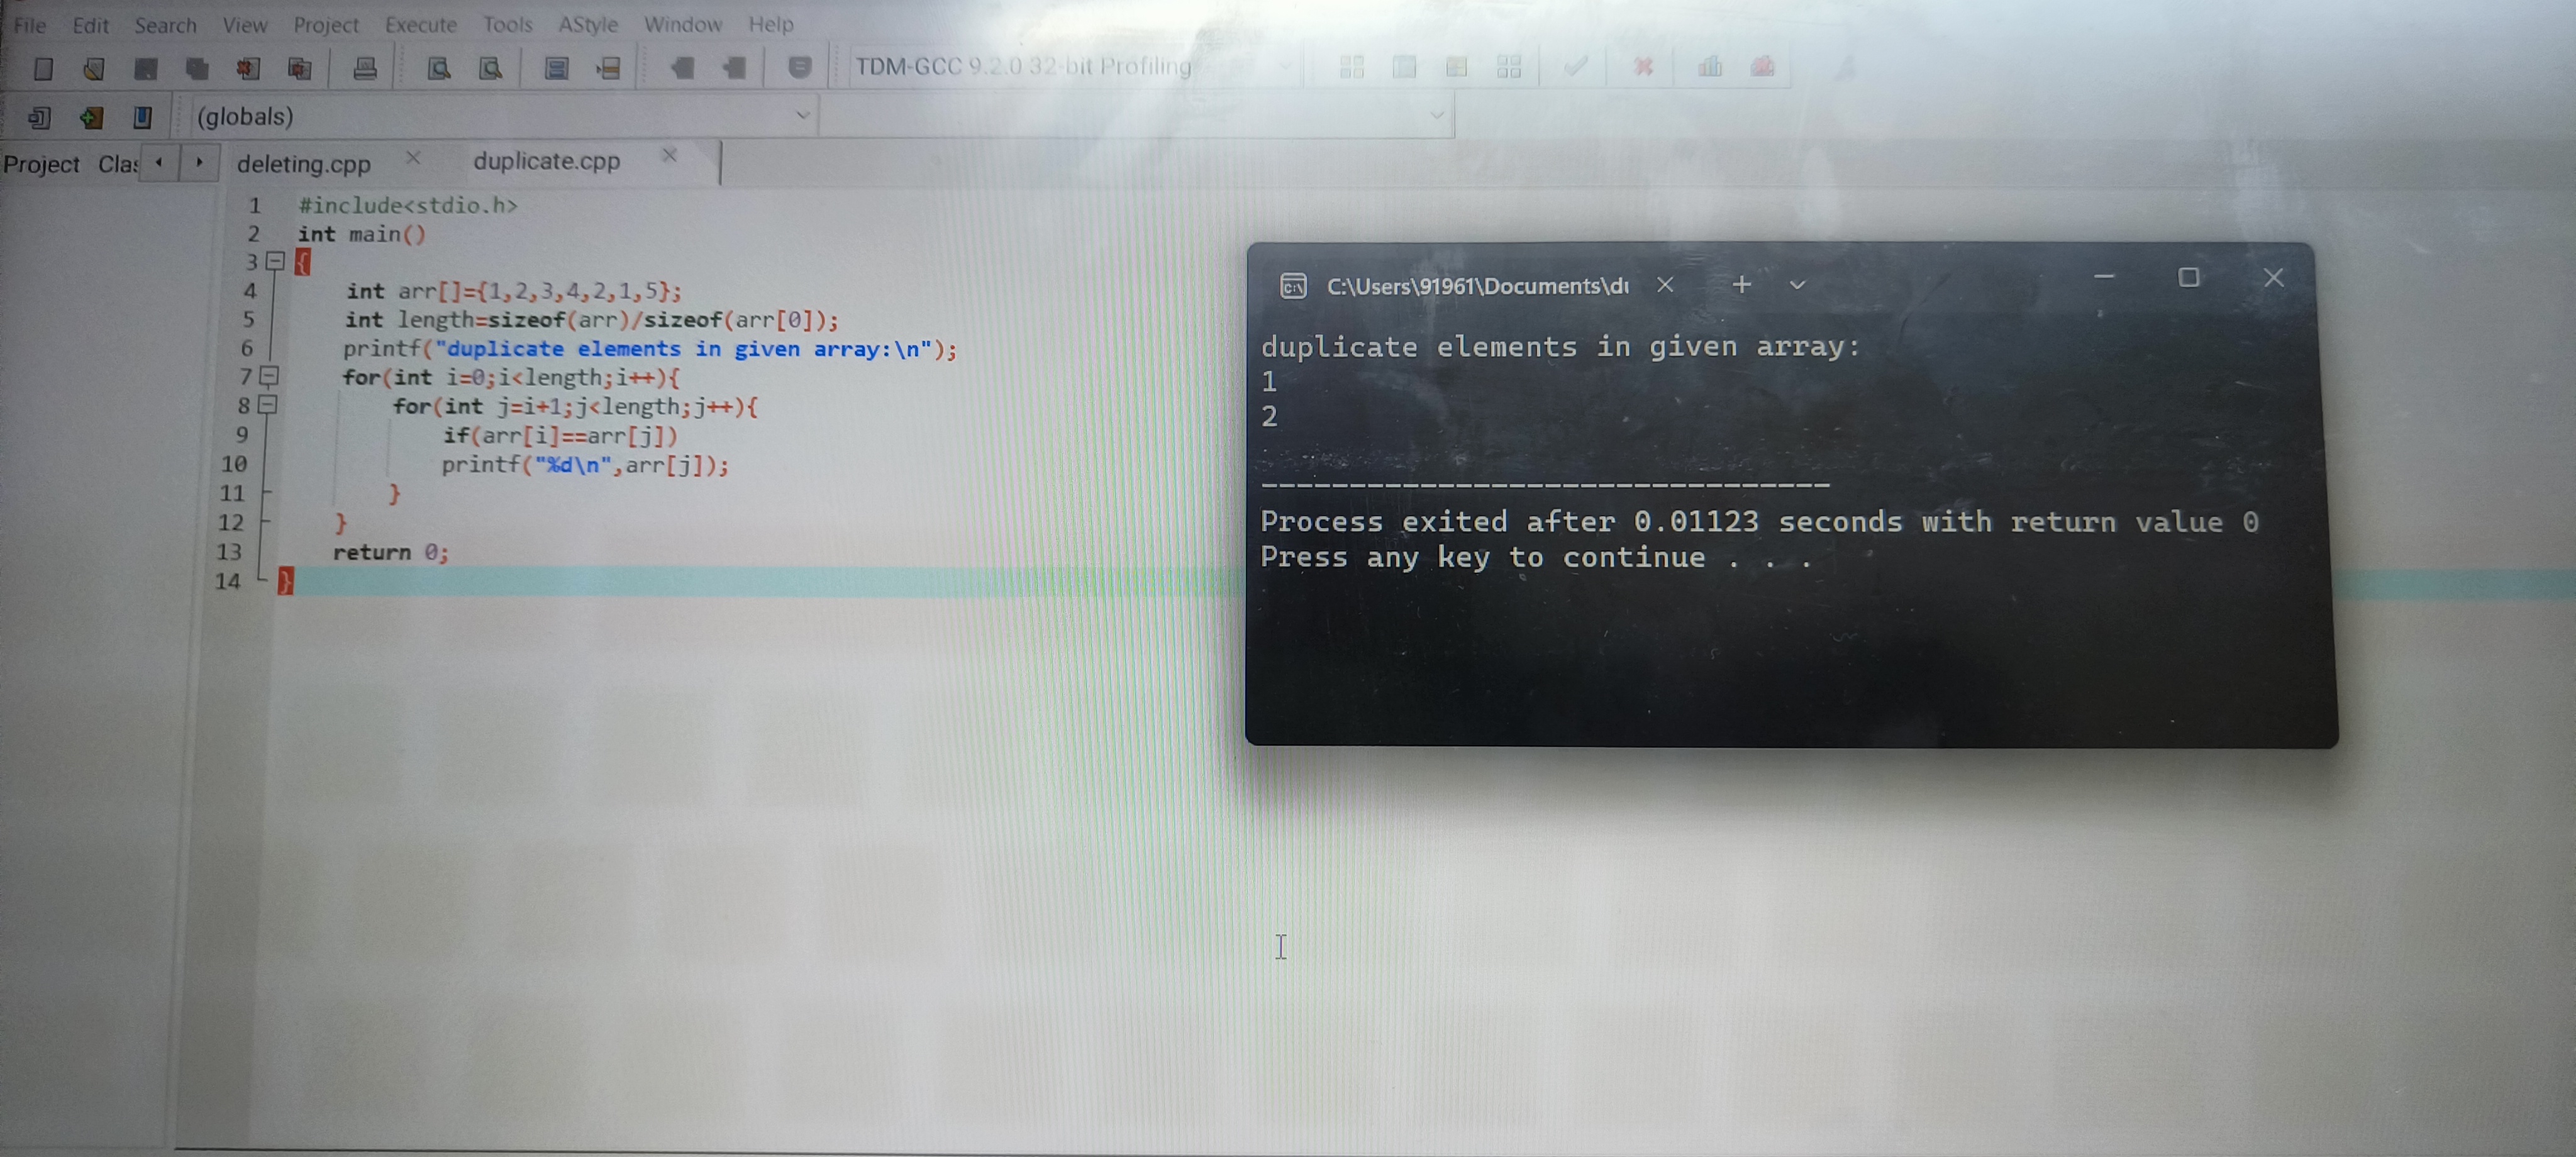 File Edit Search View Project Execute Tools AStyle Window Help
TDM-GCC 9.2.0 32-bit Profiling
(globals)
Project Clas deleting.cpp duplicate.cpp
1 #include<stdio.h>
2 int main()
3 {
4 int arr[]={1,2,3,4,2,1,5};
5 int length=sizeof(arr)/sizeof(arr[0]);
6 printf("duplicate elements in given array:\n");
7 for(int i=0;i<length;i++){
8 for(int j=i+1;j<length;j++){
9 if(arr[i]==arr[j])
10 printf("%d\n",arr[j]);
11 }
12 }
13 return 0;
14 }
C:\Users\91961\Documents\du
duplicate elements in given array:
1
2
--------------------------------
Process exited after 0.01123 seconds with return value 0
Press any key to continue . . .